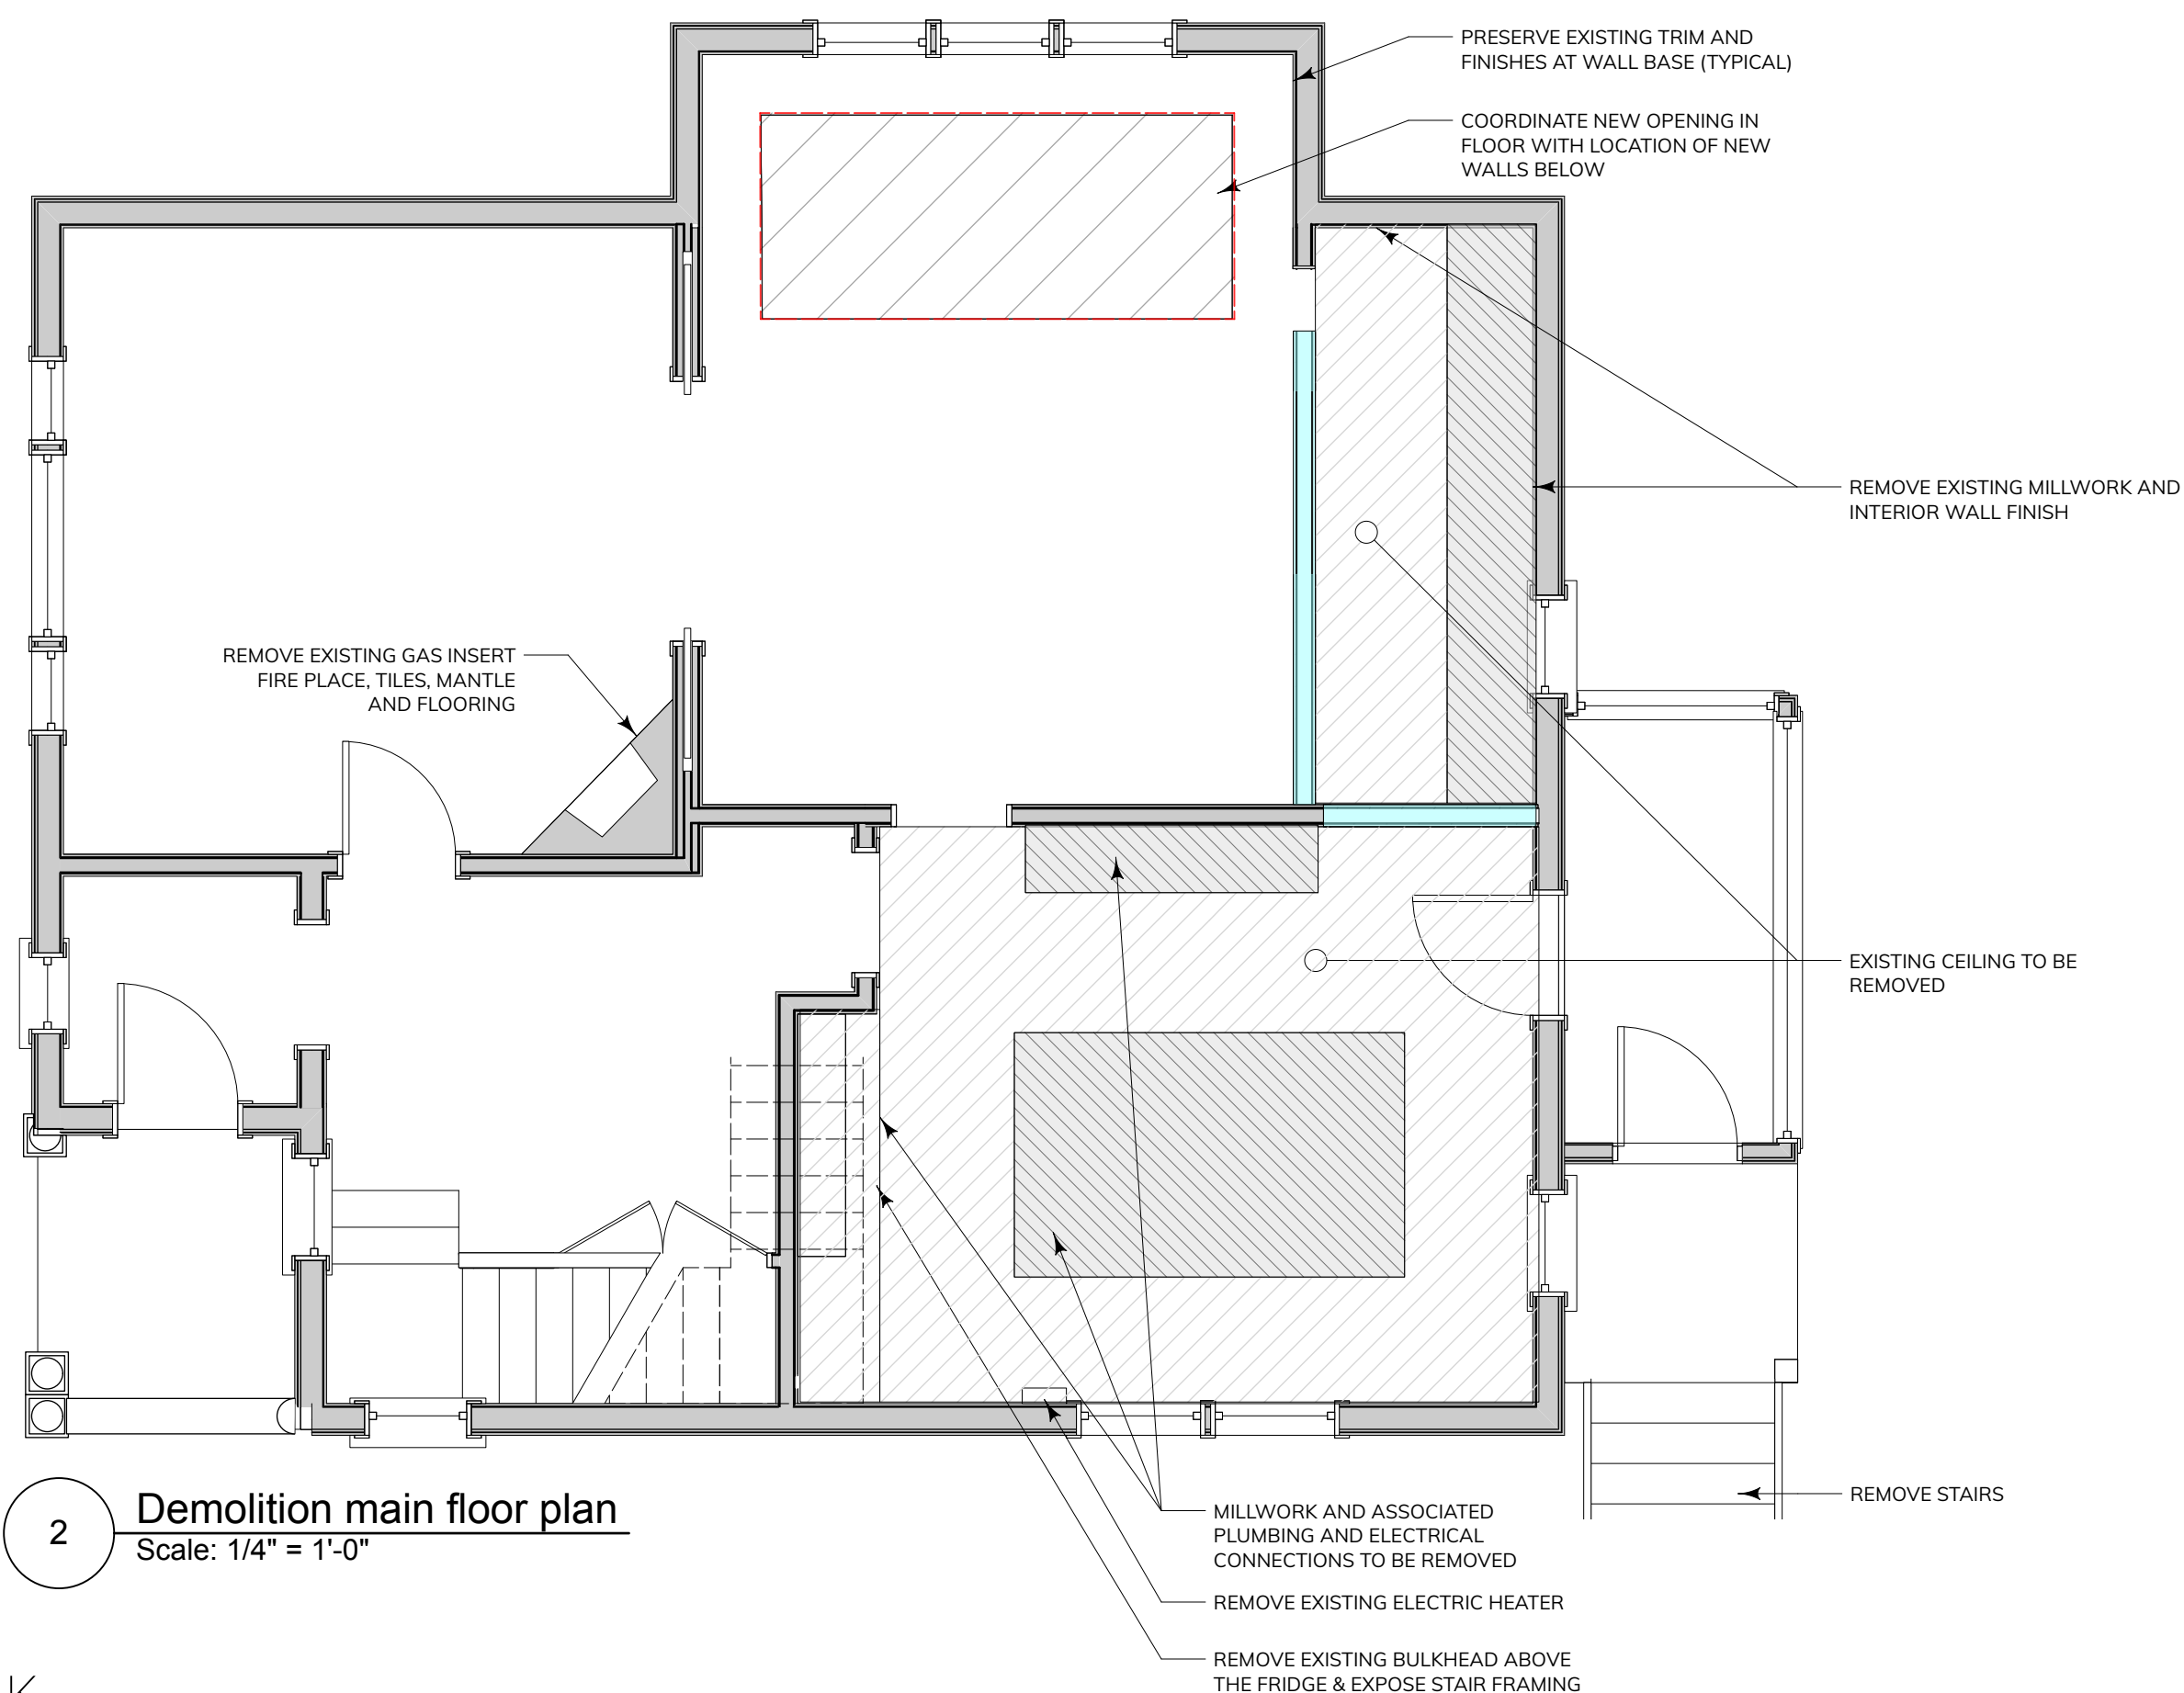 PRESERVE EXISTING TRIM AND
FINISHES AT WALL BASE (TYPICAL)
COORDINATE NEW OPENING IN
FLOOR WITH LOCATION OF NEW
WALLS BELOW
REMOVE EXISTING MILLWORK AND
INTERIOR WALL FINISH
REMOVE EXISTING GAS INSERT
FIRE PLACE, TILES, MANTLE
AND FLOORING
EXISTING CEILING TO BE
REMOVED
REMOVE STAIRS
2
Demolition main floor plan
Scale: 1/4" = 1'-0"
MILLWORK AND ASSOCIATED
PLUMBING AND ELECTRICAL
CONNECTIONS TO BE REMOVED
REMOVE EXISTING ELECTRIC HEATER
REMOVE EXISTING BULKHEAD ABOVE
THE FRIDGE & EXPOSE STAIR FRAMING